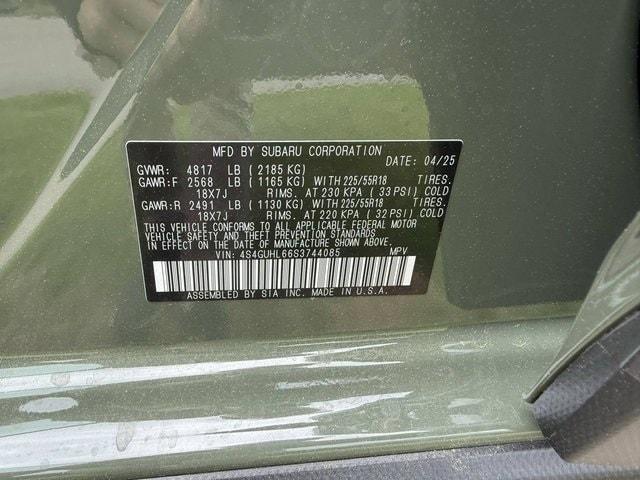 MFD BY SUBARU CORPORATION
GVWR: 4817 LB ( 2185 KG) DATE: 04/25
GAWR:F 2568 LB ( 1165 KG) WITH 225/55R18 TIRES.
18X7J RIMS. AT 230 KPA ( 33 PSI) COLD
GAWR:R 2491 LB ( 1130 KG) WITH 225/55R18 TIRES.
18X7J RIMS. AT 220 KPA ( 32 PSI) COLD
THIS VEHICLE CONFORMS TO ALL APPLICABLE FEDERAL MOTOR
VEHICLE SAFETY AND THEFT PREVENTION STANDARDS
IN EFFECT ON THE DATE OF MANUFACTURE SHOWN ABOVE.
VIN: 4S4GUHL66S3744085 MPV
ASSEMBLED BY SIA INC. MADE IN U.S.A.